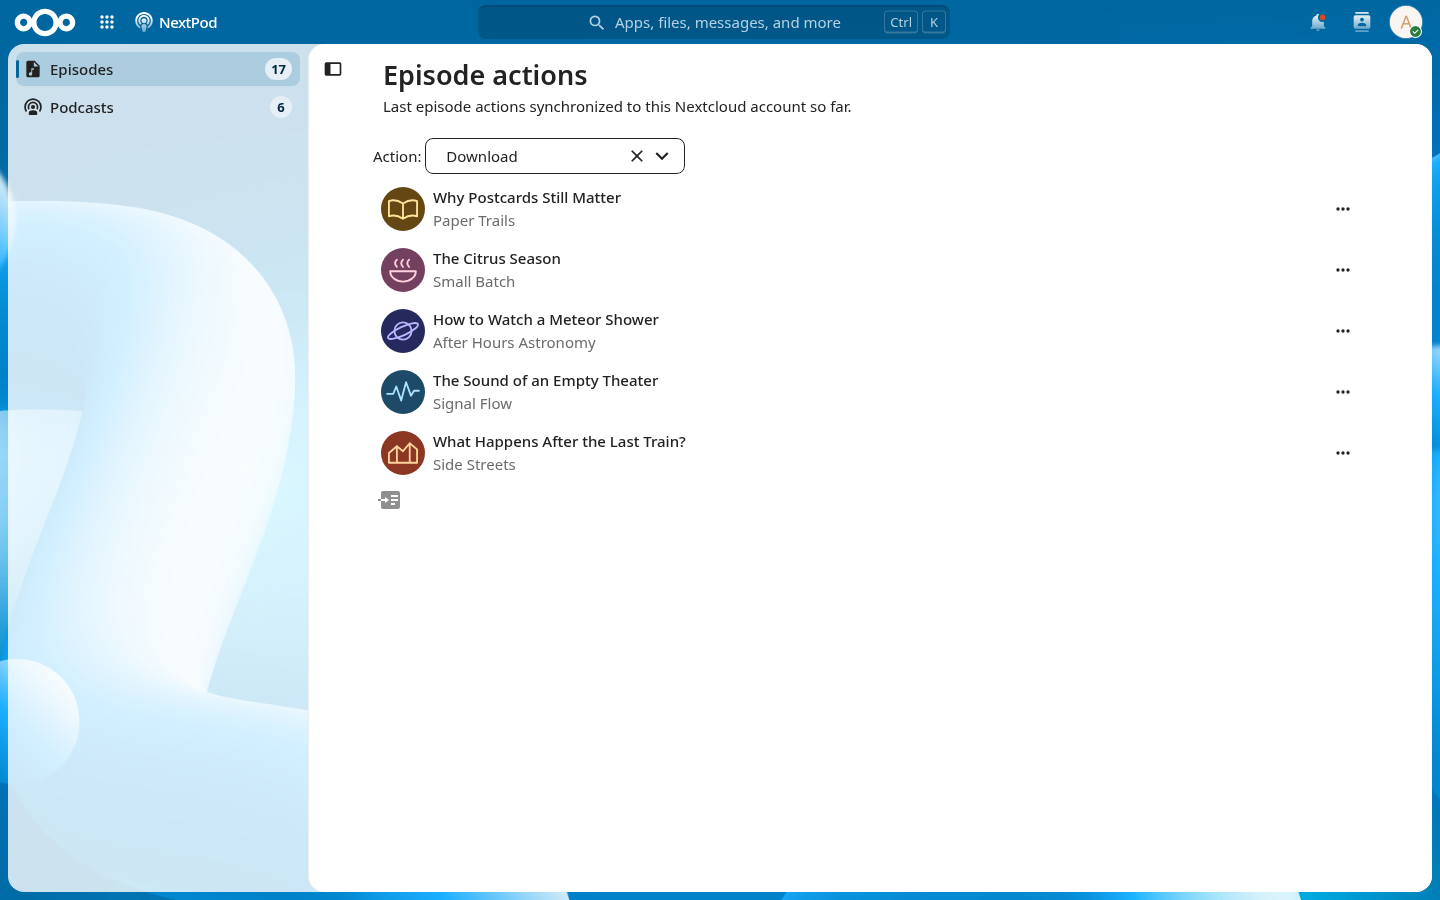 NextPod
Apps, files, messages, and more
Ctrl
K
A
Episodes
17
Podcasts
6
Episode actions
Last episode actions synchronized to this Nextcloud account so far.
Action:
Download
Why Postcards Still Matter
Paper Trails
The Citrus Season
Small Batch
How to Watch a Meteor Shower
After Hours Astronomy
The Sound of an Empty Theater
Signal Flow
What Happens After the Last Train?
Side Streets